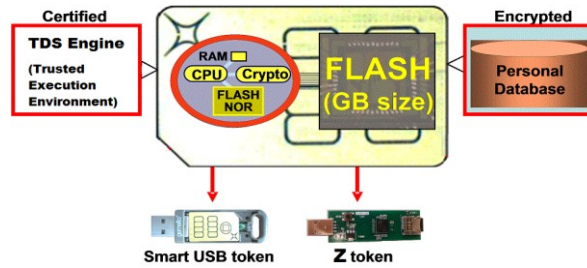 Certified
TDS Engine
(Trusted
Execution
Environment)
RAM
CPU
Crypto
FLASH
NOR
FLASH
(GB size)
Encrypted
Personal
Database
Smart USB token
Z token